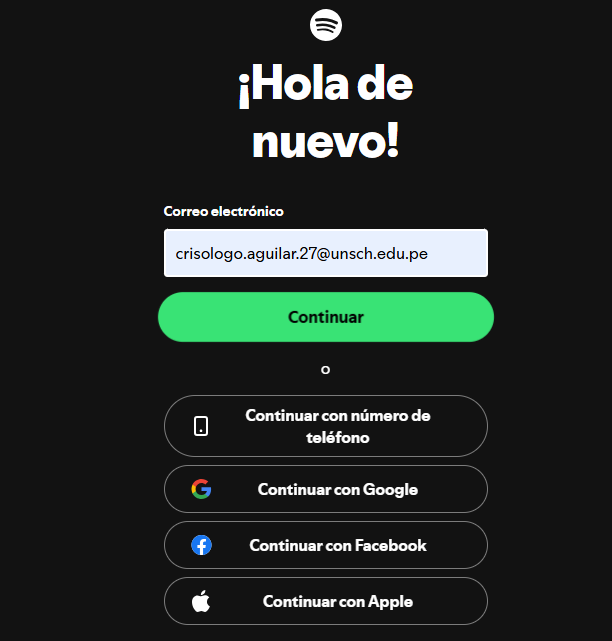 ¡Hola de
nuevo!
Correo electrónico
crisologo.aguilar.27@unsch.edu.pe
Continuar
o
Continuar con número de
teléfono
Continuar con Google
Continuar con Facebook
Continuar con Apple